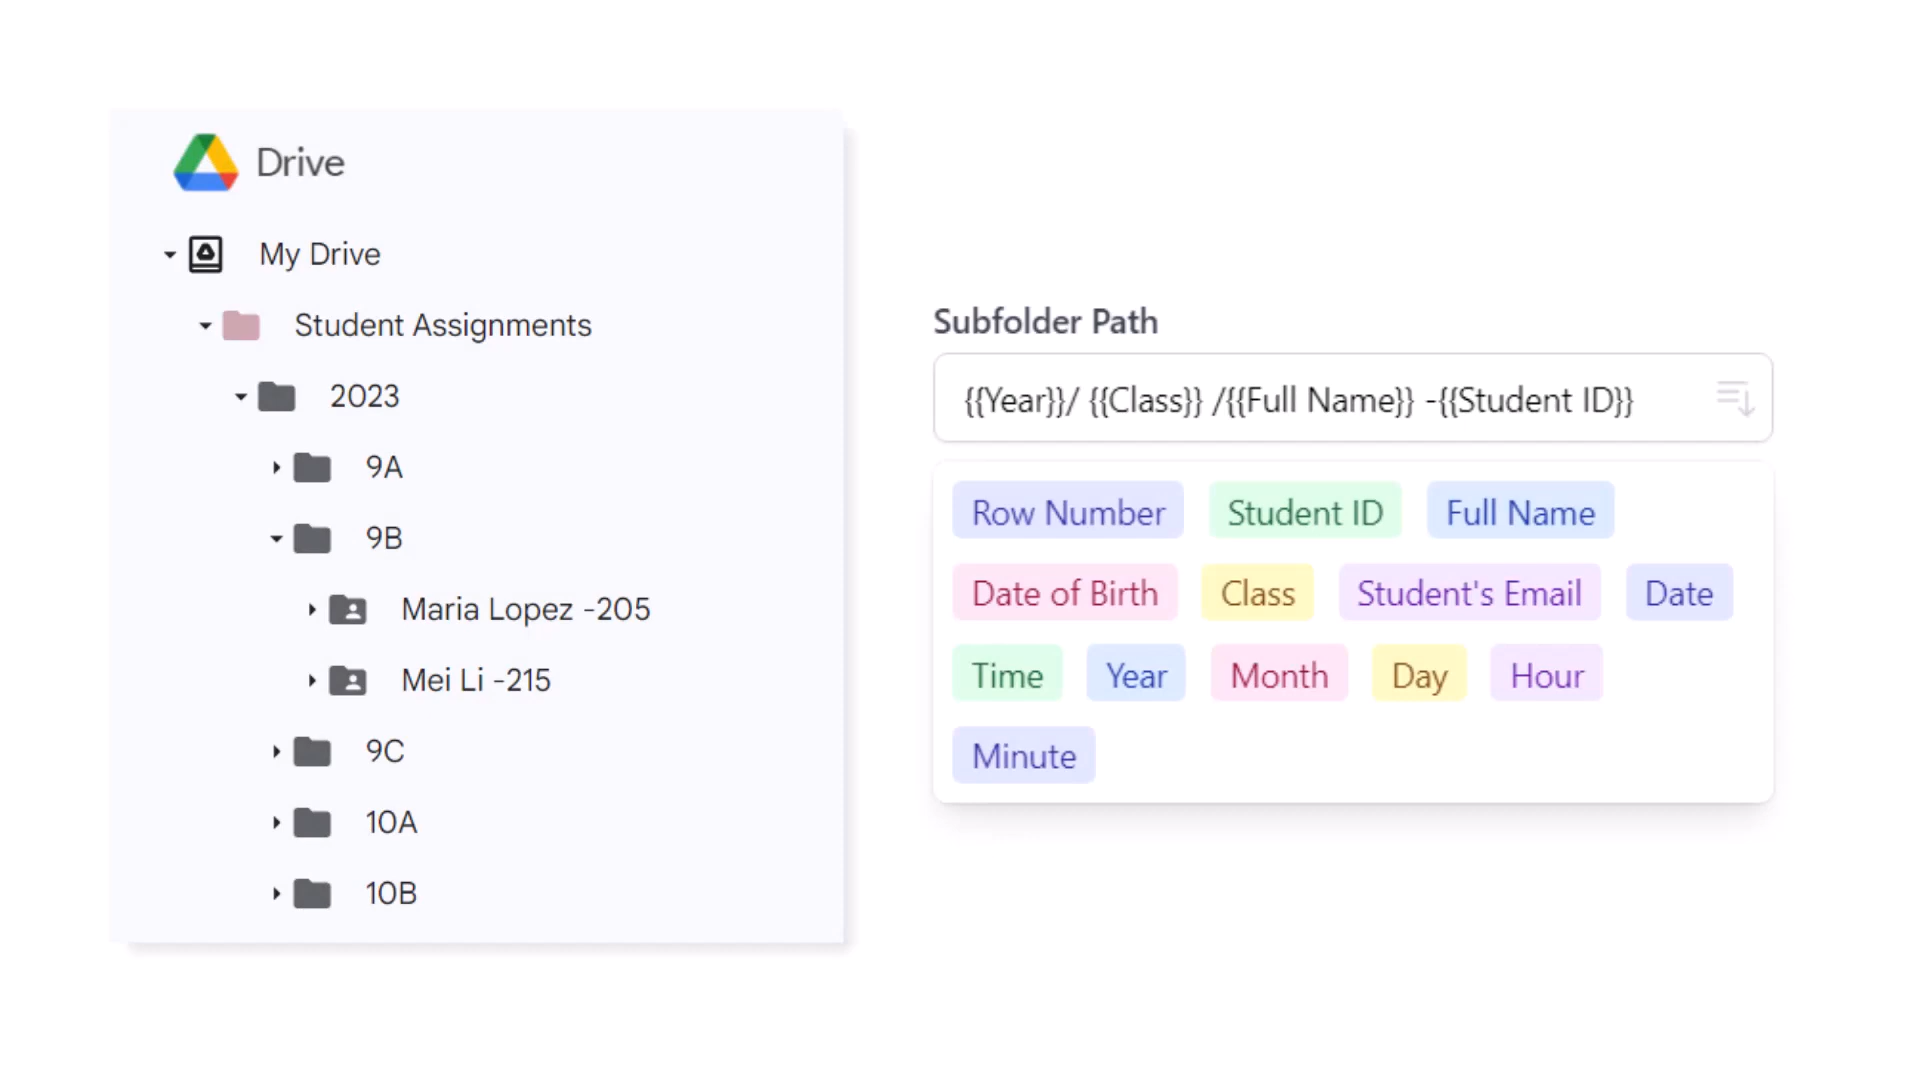 Drive
My Drive
Student Assignments
2023
9A
9B
Maria Lopez -205
Mei Li -215
9C
10A
10B
Subfolder Path
{{Year}}/ {{Class}} /{{Full Name}} -{{Student ID}}
Row Number Student ID Full Name
Date of Birth Class Student's Email Date
Time Year Month Day Hour
Minute